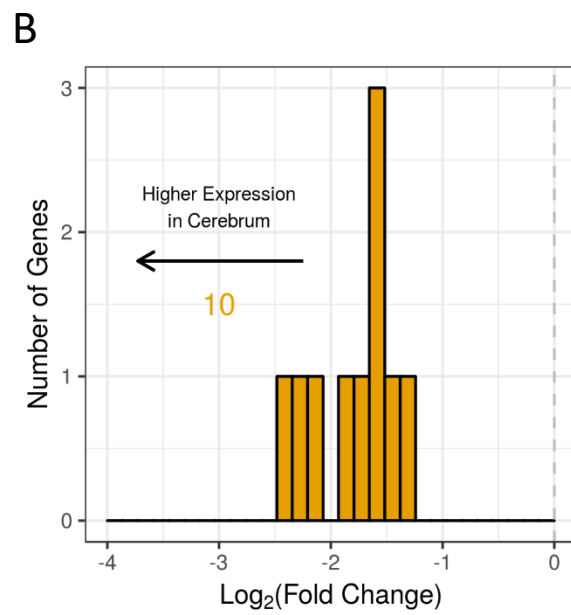 B
3
2
1
0
Number of Genes
Higher Expression
in Cerebrum
10
-4 -3 -2 -1 0
Log₂(Fold Change)